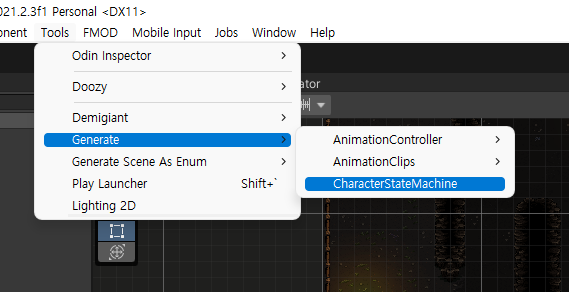 021.2.3f1 Personal <DX11>
onent Tools FMOD Mobile Input Jobs Window Help
Odin Inspector
ator
Doozy
Demigiant
Generate
AnimationController
Generate Scene As Enum
AnimationClips
Play Launcher Shift+`
CharacterStateMachine
Lighting 2D